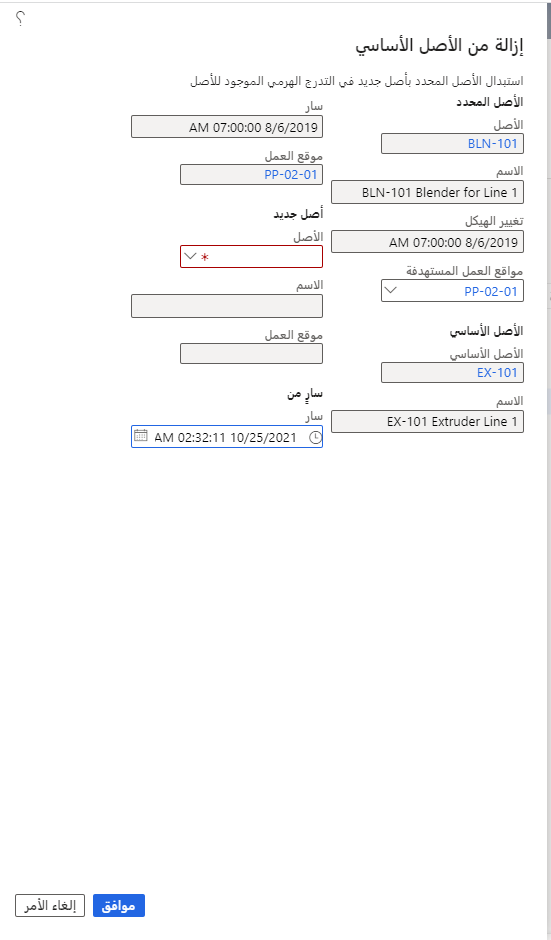 ؟
إزالة من الأصل الأساسي
استبدال الأصل المحدد بأصل جديد في التدرج الهرمي الموجود للأصل
الأصل المحدد
الأصل
BLN-101
الاسم
BLN-101 Blender for Line 1
تغيير الهيكل
8/6/2019 07:00:00 AM
مواقع العمل المستهدفة
PP-02-01
الأصل الأساسي
الأصل الأساسي
EX-101
الاسم
EX-101 Extruder Line 1
سار
8/6/2019 07:00:00 AM
موقع العمل
PP-02-01
أصل جديد
الأصل
*
الاسم
موقع العمل
سارٍ من
سار
10/25/2021 02:32:11 AM
موافق
إلغاء الأمر